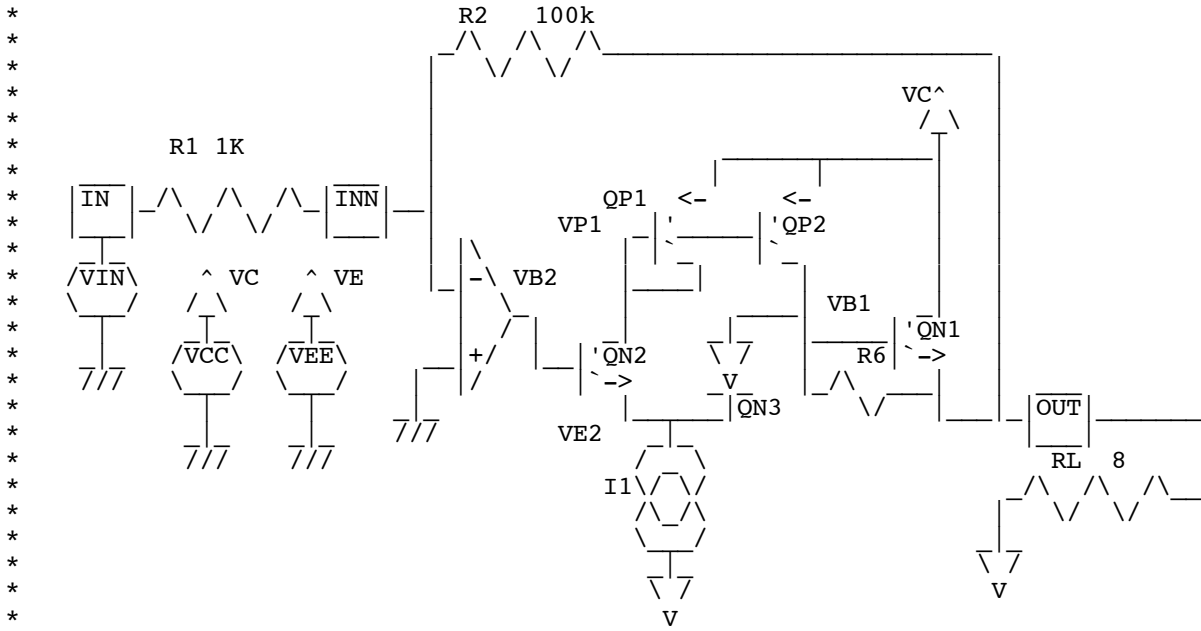 R2 100k
VC^
R1 1K
IN INN QP1 <- <-
VP1 'QP2
VIN ^ VC ^ VE - VB2
VB1
VCC VEE + 'QN2 R6 'QN1
/// -> V ->
QN3 OUT
/// VE2
/// /// RL 8
I1
V
V